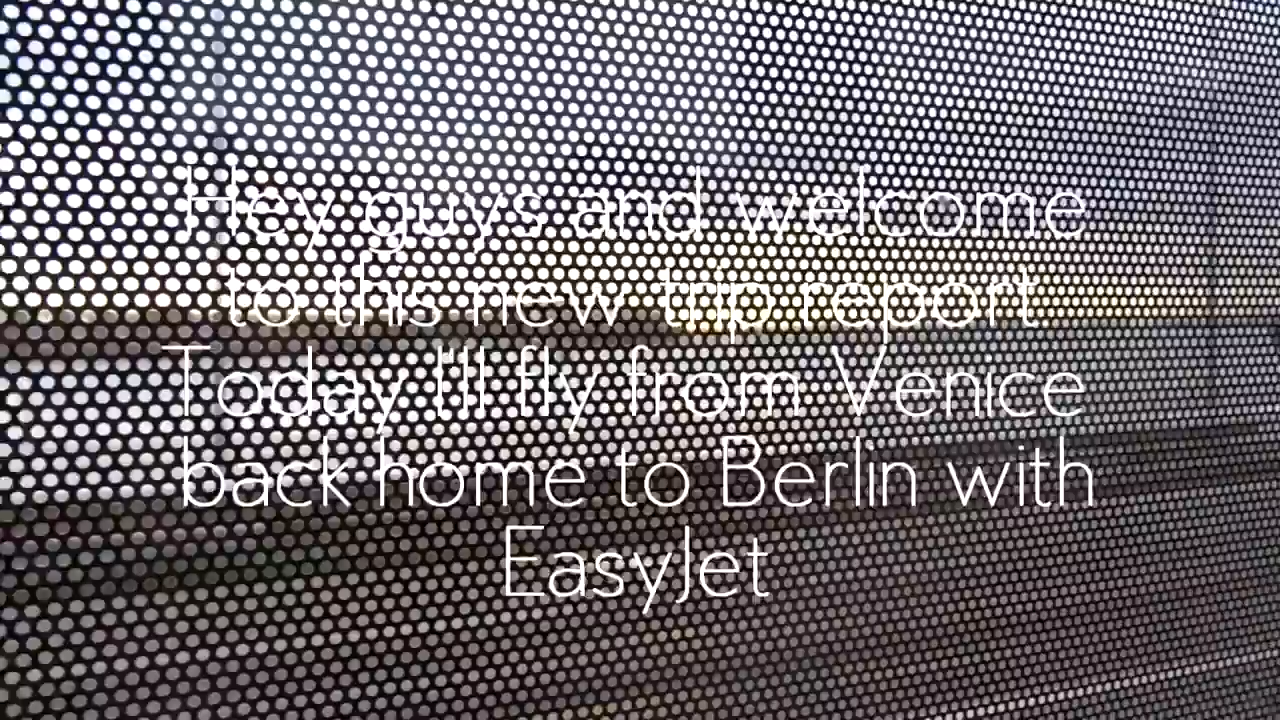 Hey guys and welcome
to this new trip report
Today I'll fly from Venice
back home to Berlin with
EasyJet